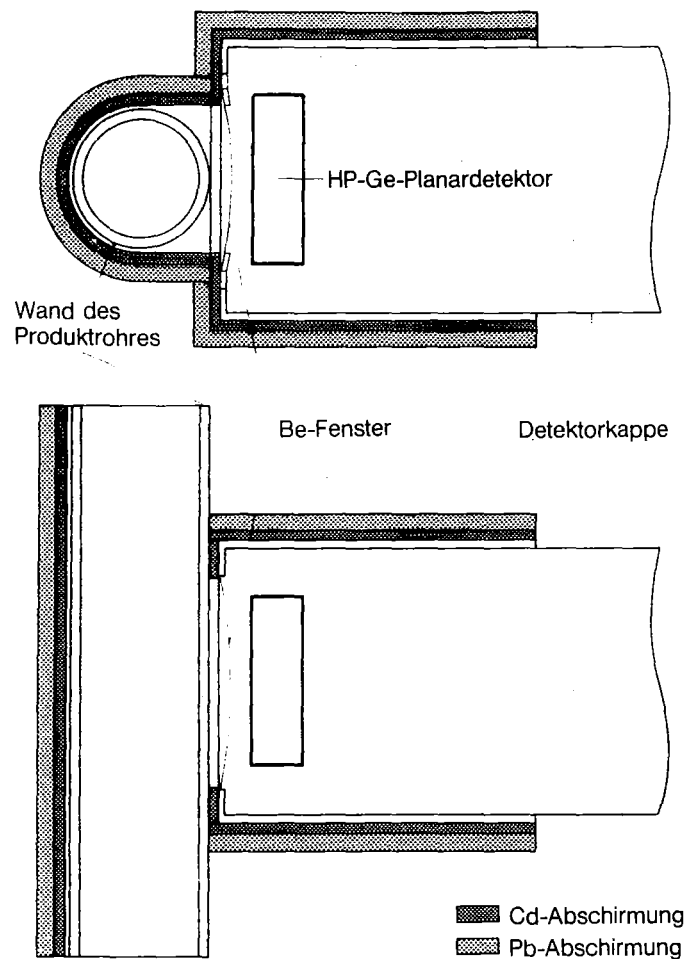 HP-Ge-Planardetektor
Wand des
Produktrohres
Be-Fenster
Detektorkappe
Cd-Abschirmung
Pb-Abschirmung